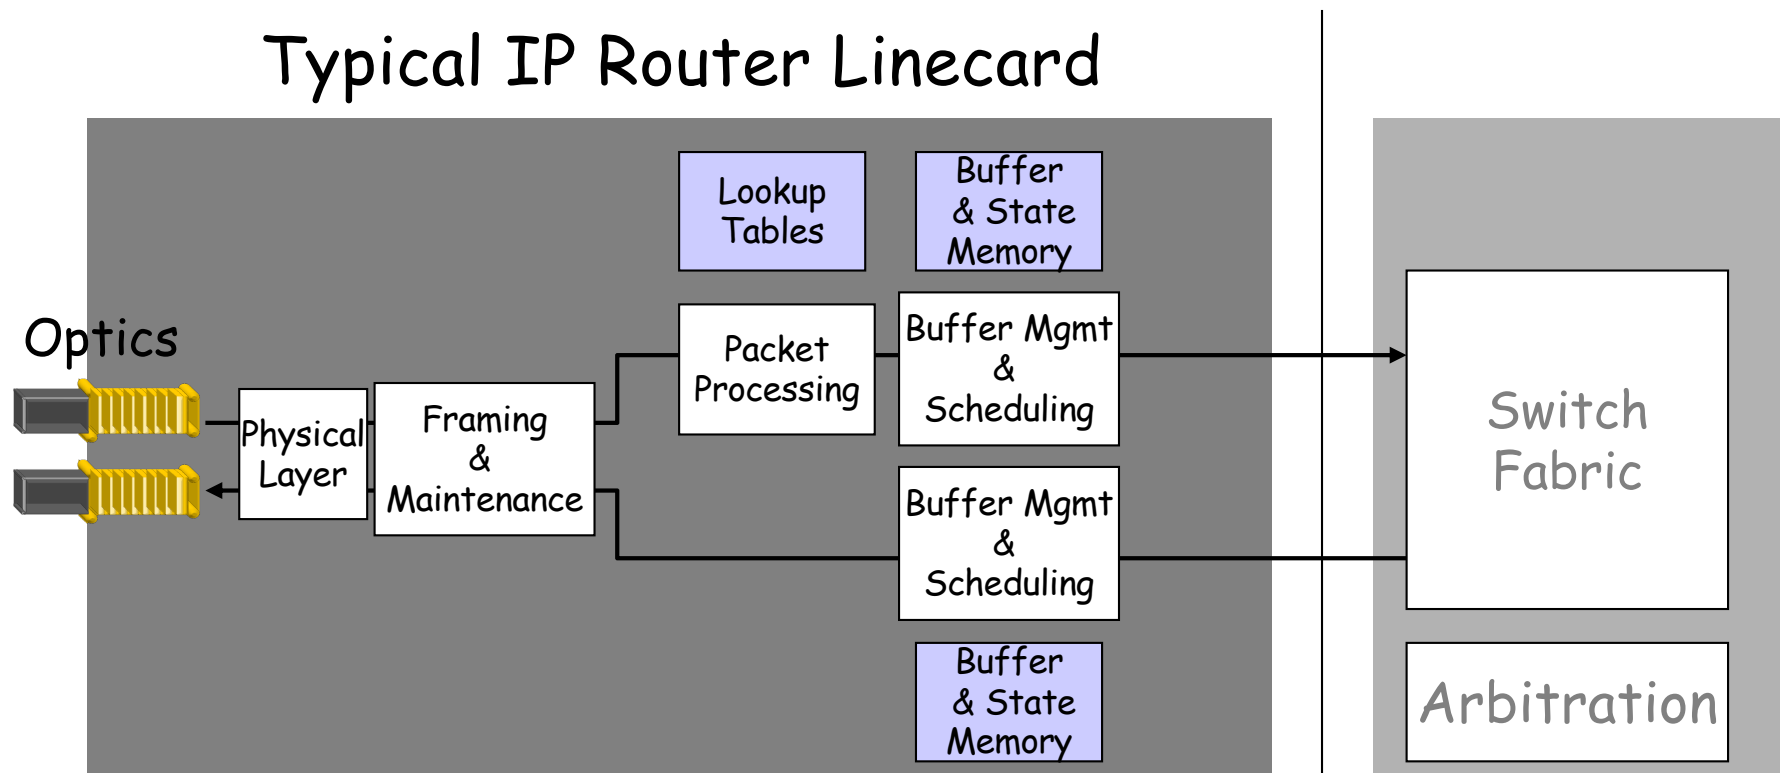 Typical IP Router Linecard
Lookup
Tables
Buffer
& State
Memory
Optics
Physical
Layer
Framing
&
Maintenance
Packet
Processing
Buffer Mgmt
&
Scheduling
Buffer Mgmt
&
Scheduling
Buffer
& State
Memory
Switch
Fabric
Arbitration